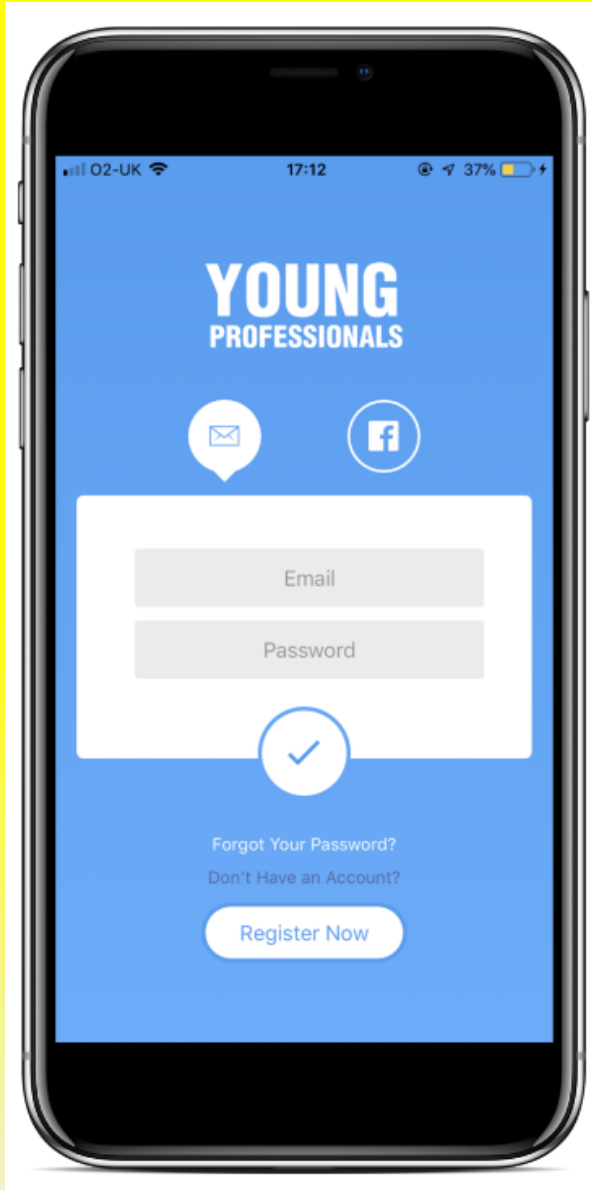 O2-UK 17:12 37%
YOUNG
PROFESSIONALS
Email
Password
Forgot Your Password?
Don't Have an Account?
Register Now